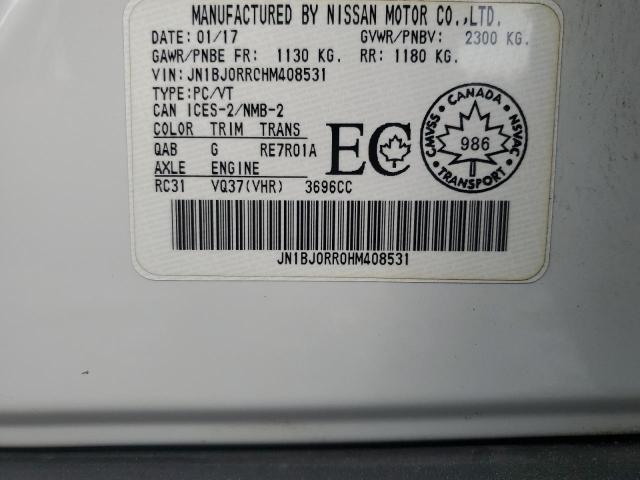 MANUFACTURED BY NISSAN MOTOR CO.,LTD.
DATE: 01/17 GVWR/PNBV: 2300 KG.
GAWR/PNBE FR: 1130 KG. RR: 1180 KG.
VIN: JN1BJ0RRCHM408531
TYPE:PC/VT
CAN ICES-2/NMB-2
COLOR TRIM TRANS
QAB G RE7R01A
AXLE ENGINE
RC31 VQ37(VHR) 3696CC
EC
CANADA
CMVSS
NSVAC
986
TRANSPORT
JN1BJ0RR0HM408531